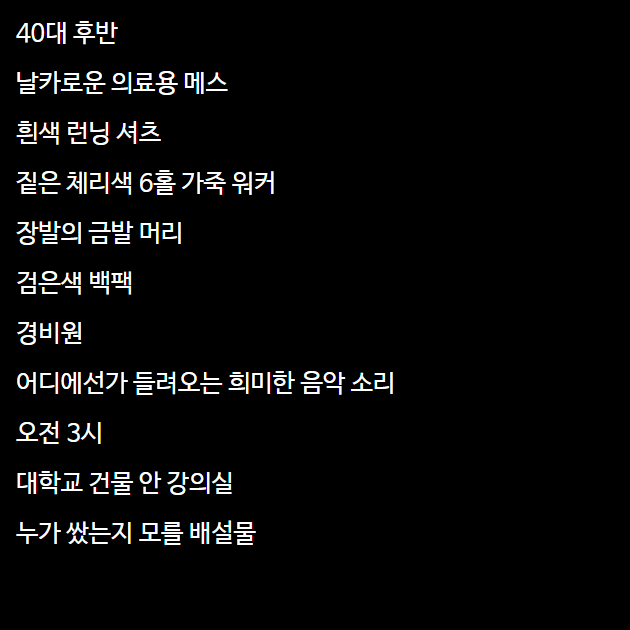 40대 후반
날카로운 의료용 메스
흰색 런닝 셔츠
짙은 체리색 6홀 가죽 워커
장발의 금발 머리
검은색 백팩
경비원
어디에선가 들려오는 희미한 음악 소리
오전 3시
대학교 건물 안 강의실
누가 쌌는지 모를 배설물